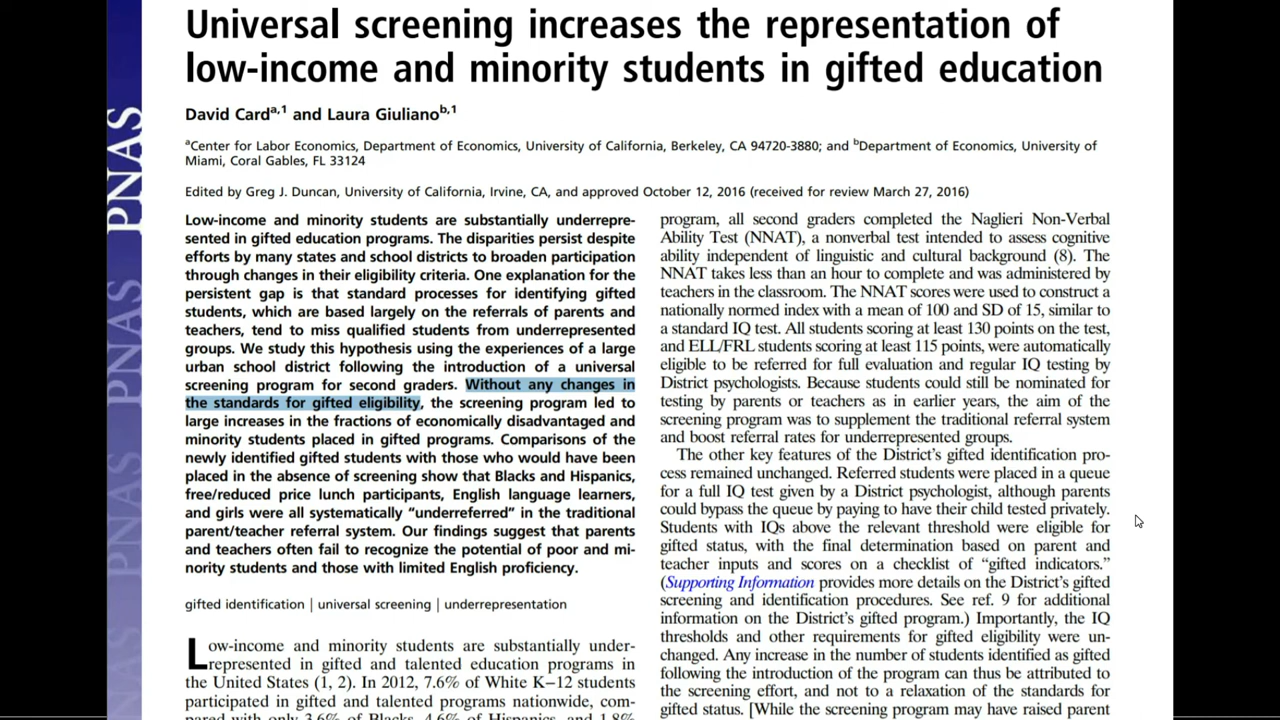 Universal screening increases the representation of
low-income and minority students in gifted education
David Carda,1 and Laura Giulianob,1
aCenter for Labor Economics, Department of Economics, University of California, Berkeley, CA 94720-3880; and bDepartment of Economics, University of
Miami, Coral Gables, FL 33124
Edited by Greg J. Duncan, University of California, Irvine, CA, and approved October 12, 2016 (received for review March 27, 2016)
Low-income and minority students are substantially underrepre-
sented in gifted education programs. The disparities persist despite
efforts by many states and school districts to broaden participation
through changes in their eligibility criteria. One explanation for the
persistent gap is that standard processes for identifying gifted
students, which are based largely on the referrals of parents and
teachers, tend to miss qualified students from underrepresented
groups. We study this hypothesis using the experiences of a large
urban school district following the introduction of a universal
screening program for second graders. Without any changes in
the standards for gifted eligibility, the screening program led to
large increases in the fractions of economically disadvantaged and
minority students placed in gifted programs. Comparisons of the
newly identified gifted students with those who would have been
placed in the absence of screening show that Blacks and Hispanics,
free/reduced price lunch participants, English language learners,
and girls were all systematically “underreferred” in the traditional
parent/teacher referral system. Our findings suggest that parents
and teachers often fail to recognize the potential of poor and mi-
nority students and those with limited English proficiency.
gifted identification | universal screening | underrepresentation
Low-income and minority students are substantially under-
represented in gifted and talented education programs in
the United States (1, 2). In 2012, 7.6% of White K–12 students
participated in gifted and talented programs nationwide, com-
pared with only 3.6% of Blacks, 4.6% of Hispanics, and 1.8%
program, all second graders completed the Naglieri Non-Verbal
Ability Test (NNAT), a nonverbal test intended to assess cognitive
ability independent of linguistic and cultural background (8). The
NNAT takes less than an hour to complete and was administered by
teachers in the classroom. The NNAT scores were used to construct a
nationally normed index with a mean of 100 and SD of 15, similar to
a standard IQ test. All students scoring at least 130 points on the test,
and ELL/FRL students scoring at least 115 points, were automatically
eligible to be referred for full evaluation and regular IQ testing by
District psychologists. Because students could still be nominated for
testing by parents or teachers as in earlier years, the aim of the
screening program was to supplement the traditional referral system
and boost referral rates for underrepresented groups.
The other key features of the District’s gifted identification pro-
cess remained unchanged. Referred students were placed in a queue
for a full IQ test given by a District psychologist, although parents
could bypass the queue by paying to have their child tested privately.
Students with IQs above the relevant threshold were eligible for
gifted status, with the final determination based on parent and
teacher inputs and scores on a checklist of “gifted indicators.”
(Supporting Information provides more details on the District’s gifted
screening and identification procedures. See ref. 9 for additional
information on the District’s gifted program.) Importantly, the IQ
thresholds and other requirements for gifted eligibility were un-
changed. Any increase in the number of students identified as gifted
following the introduction of the program can thus be attributed to
the screening effort, and not to a relaxation of the standards for
gifted status. [While the screening program may have raised parent
PNAS
PNAS
PNAS
PNAS